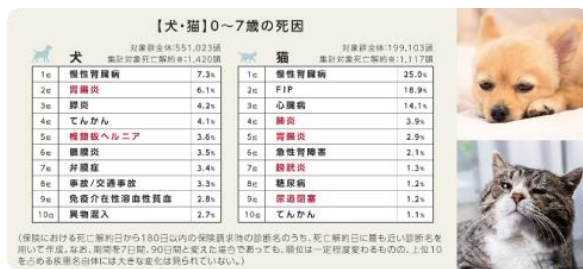 【犬・猫】0～7歳の死因
犬
対象群全体:551,023頭
集計対象死亡解約※:1,420頭
1位 慢性腎臓病 7.3%
2位 胃腸炎 6.1%
3位 膵炎 4.2%
4位 てんかん 4.1%
5位 椎間板ヘルニア 3.6%
6位 髄膜炎 3.5%
7位 弁膜症 3.4%
8位 事故/交通事故 3.3%
9位 免疫介在性溶血性貧血 2.8%
10位 異物混入 2.7%
猫
対象群全体:199,103頭
集計対象死亡解約※:1,117頭
1位 慢性腎臓病 25.0%
2位 FIP 18.9%
3位 心臓病 14.1%
4位 肺炎 3.9%
5位 胃腸炎 2.9%
6位 急性腎障害 2.1%
7位 膀胱炎 1.3%
8位 糖尿病 1.2%
9位 尿道閉塞 1.2%
10位 てんかん 1.1%
(保険における死亡解約日から180日以内の保険請求時の診断名のうち、死亡解約日に最も近い診断名を
用いて作成。なお、期間を7日間、90日間と変えた場合であっても、順位は一定程度変わるものの、上位10
を占める疾患名自体には大きな変化は見られていない。)